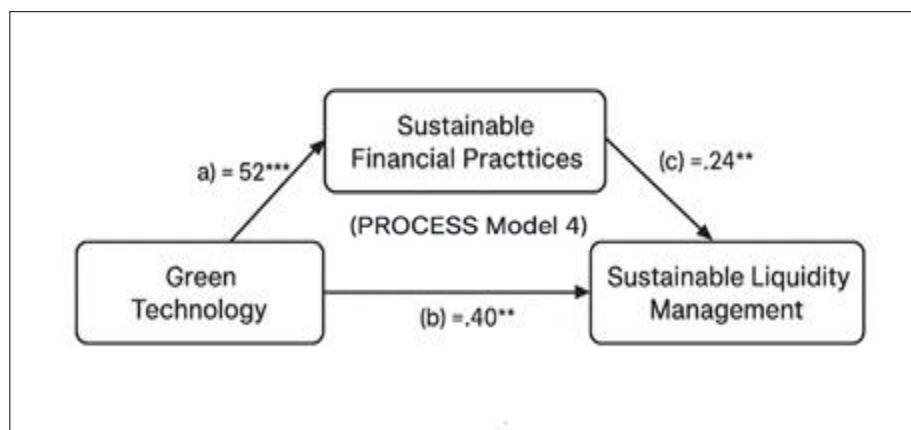 Sustainable
Financial Practtices
a) = 52***
(c) =.24**
(PROCESS Model 4)
Green
Technology
Sustainable Liquidity
Management
(b) =.40**